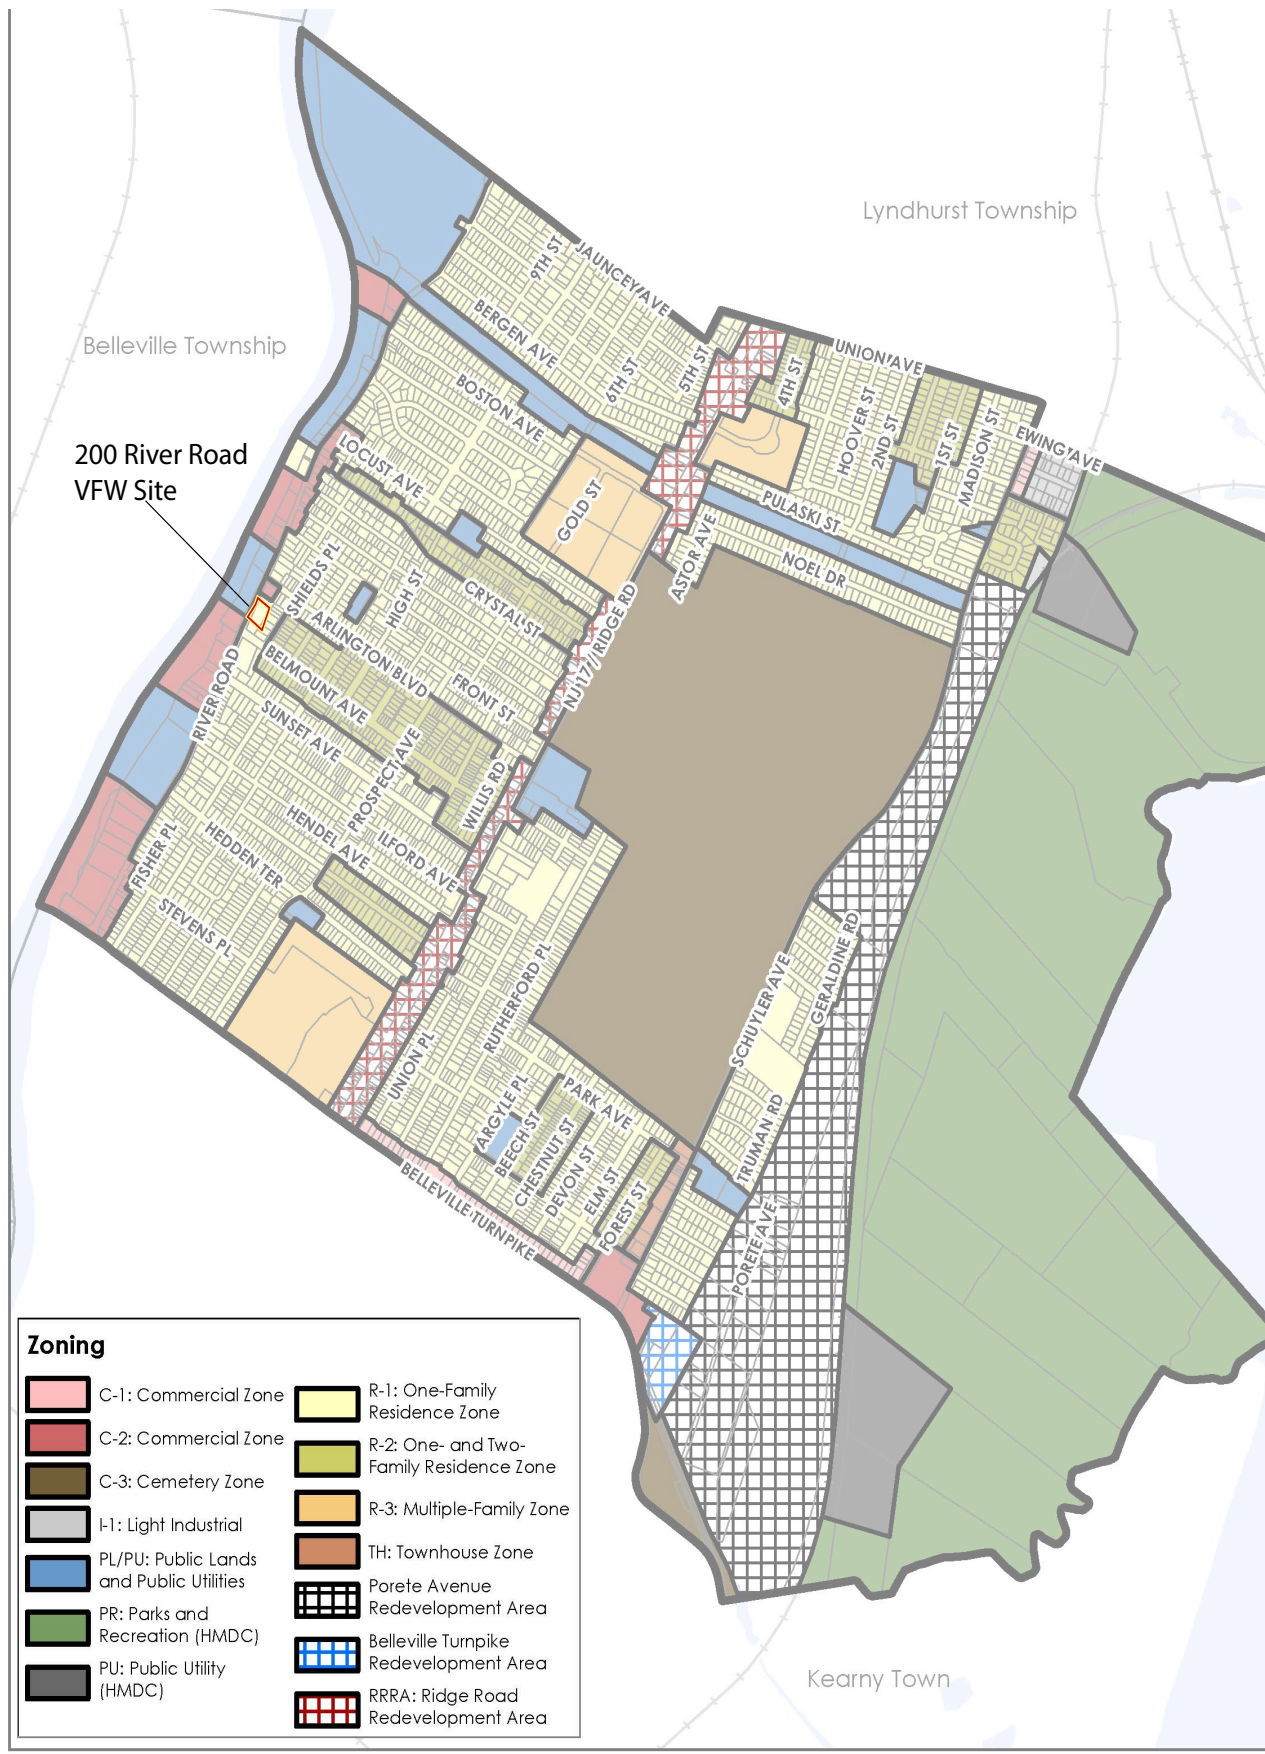 Lyndhurst Township
Belleville Township
200 River Road
VFW Site
9TH ST
JAUNCEY AVE
BERGEN AVE
6TH ST
5TH ST
BOSTON AVE
4TH ST
UNION AVE
HOOVER ST
2ND ST
1ST ST
MADISON ST
EWING AVE
LOCUST AVE
GOLD ST
PULASKI ST
ASTOR AVE
NOEL DR
SHIELDS PL
HIGH ST
CRYSTAL ST
NJ 17 / RIDGE RD
ARLINGTON BLVD
BELMOUNT AVE
FRONT ST
RIVER ROAD
SUNSET AVE
PROSPECT AVE
WILLIS RD
HENDEL AVE
ILFORD AVE
FISHER PL
HEDDEN TER
STEVENS PL
RUTHERFORD PL
UNION PL
SCHUYLER AVE
GERALDINE RD
PARK AVE
ARGYLE PL
BEECH ST
CHESTNUT ST
DEVON ST
ELM ST
FOREST ST
TRUMAN RD
PORETE AVE
BELLEVILLE TURNPIKE
Kearny Town
Zoning
C-1: Commercial Zone
C-2: Commercial Zone
C-3: Cemetery Zone
I-1: Light Industrial
PL/PU: Public Lands
and Public Utilities
PR: Parks and
Recreation (HMDC)
PU: Public Utility
(HMDC)
R-1: One-Family
Residence Zone
R-2: One- and Two-
Family Residence Zone
R-3: Multiple-Family Zone
TH: Townhouse Zone
Porete Avenue
Redevelopment Area
Belleville Turnpike
Redevelopment Area
RRRA: Ridge Road
Redevelopment Area